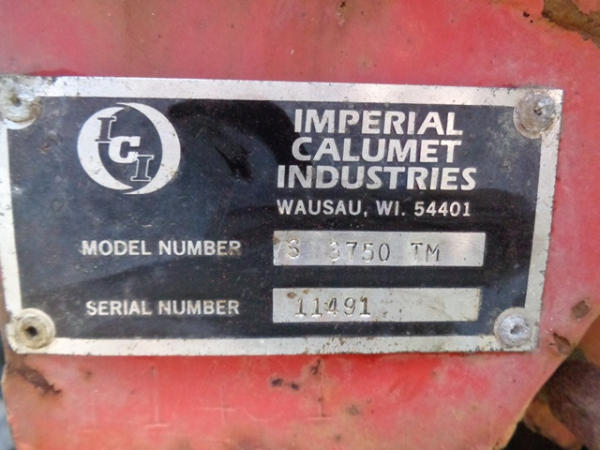 ICI
IMPERIAL
CALUMET
INDUSTRIES
WAUSAU, WI. 54401
MODEL NUMBER S 3750 TM
SERIAL NUMBER 11491